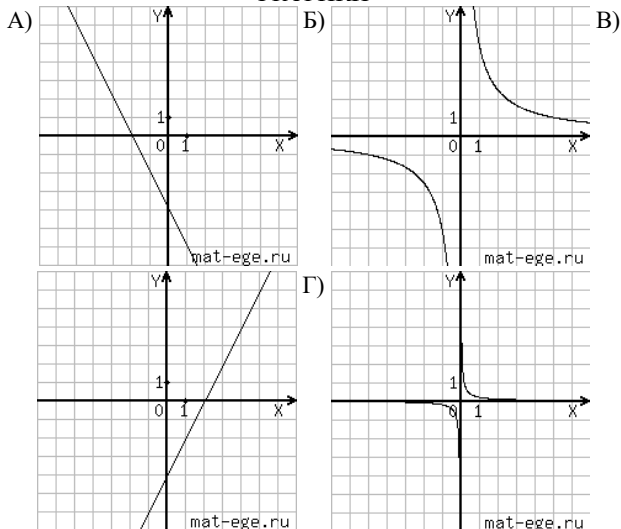 А) Б) В)
Y
1
0 1 X
mat-ege.ru
Y
1
0 1 X
mat-ege.ru
Г)
Y
1
0 1 X
mat-ege.ru
Y
1
0 1 X
mat-ege.ru